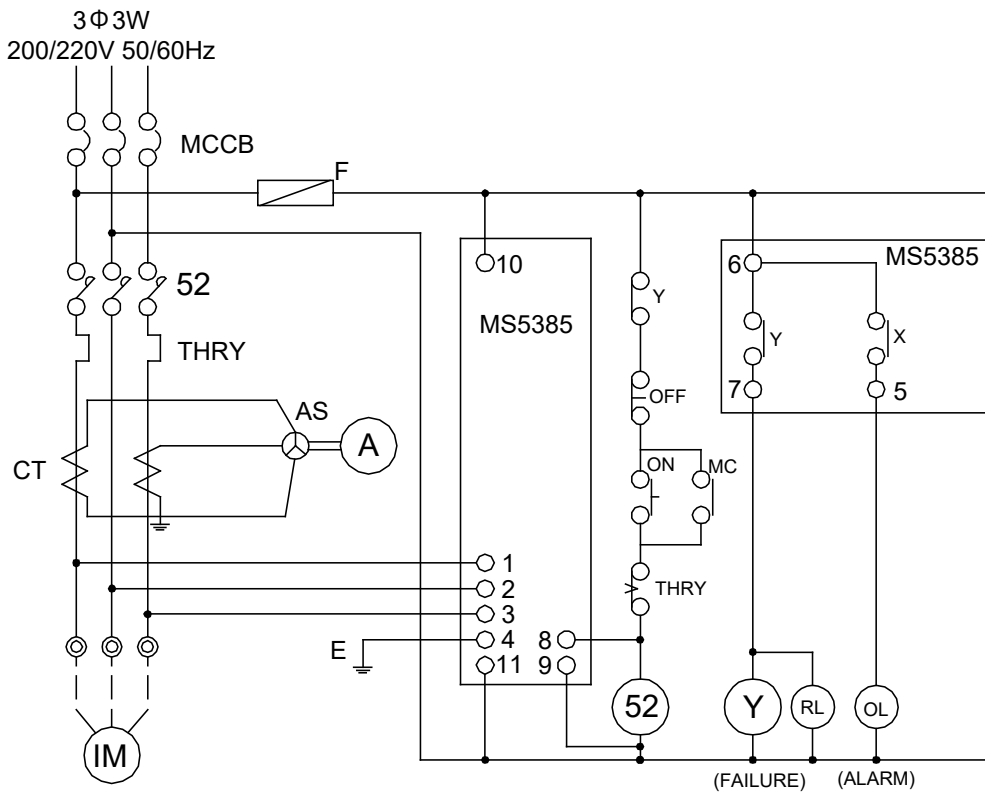 3Φ3W
200/220V 50/60Hz
MCCB
F
52
THRY
AS
A
CT
10
MS5385
1
2
3
4
11
8
9
E
IM
Y
OFF
ON
MC
THRY
52
6
MS5385
Y
X
7
5
Y
RL
OL
(FAILURE)
(ALARM)